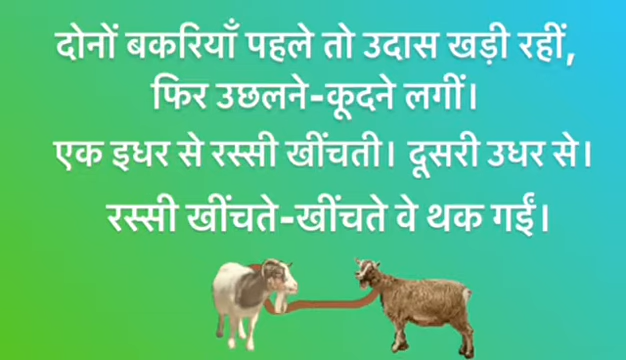 दोनों बकरियाँ पहले तो उदास खड़ी रहीं,
फिर उछलने-कूदने लगीं।
एक इधर से रस्सी खींचती। दूसरी उधर से।
रस्सी खींचते-खींचते वे थक गईं।